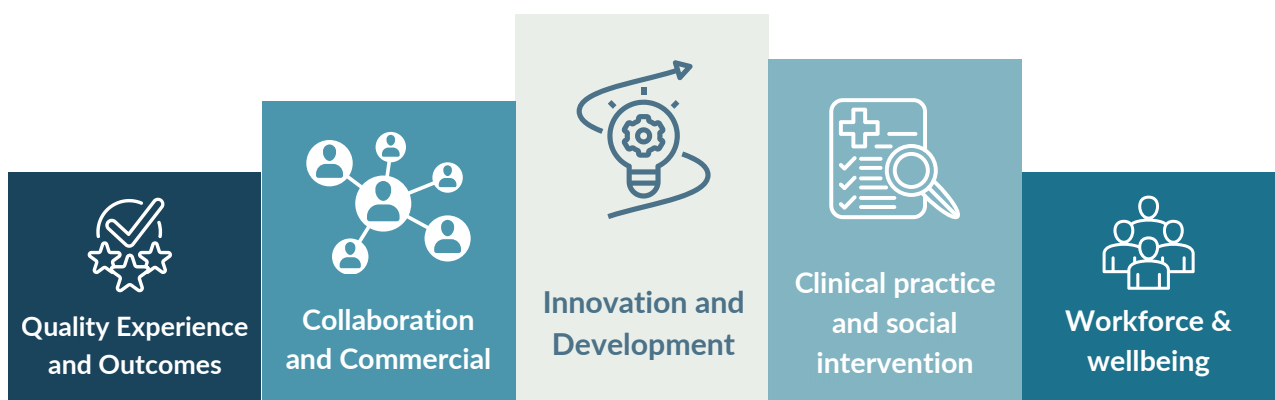 Quality Experience
and Outcomes
Collaboration
and Commercial
Innovation and
Development
Clinical practice
and social
intervention
Workforce &
wellbeing